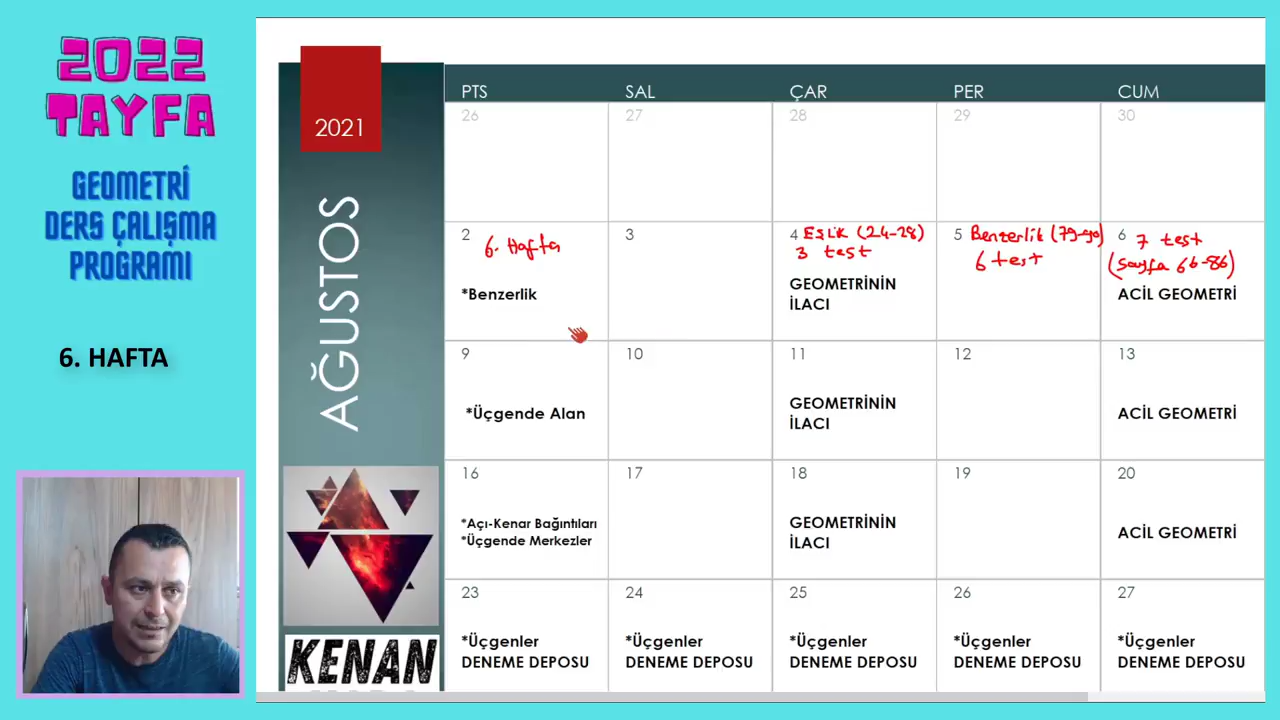 2022
TAYFA
GEOMETRİ
DERS ÇALIŞMA
PROGRAMI
6. HAFTA
2021
AĞUSTOS
KENAN
PTS SAL ÇAR PER CUM
26 27 28 29 30
2 6. Hafta
*Benzerlik
3
4 Eşlik (24-28)
3 test
GEOMETRİNİN
İLACI
5 Benzerlik (79-90)
6 test
6 7 test
(Sayfa 66-86)
ACİL GEOMETRİ
9
*Üçgende Alan
10
11
GEOMETRİNİN
İLACI
12
13
ACİL GEOMETRİ
16
*Açı-Kenar Bağıntıları
*Üçgende Merkezler
17
18
GEOMETRİNİN
İLACI
19
20
ACİL GEOMETRİ
23
*Üçgenler
DENEME DEPOSU
24
*Üçgenler
DENEME DEPOSU
25
*Üçgenler
DENEME DEPOSU
26
*Üçgenler
DENEME DEPOSU
27
*Üçgenler
DENEME DEPOSU